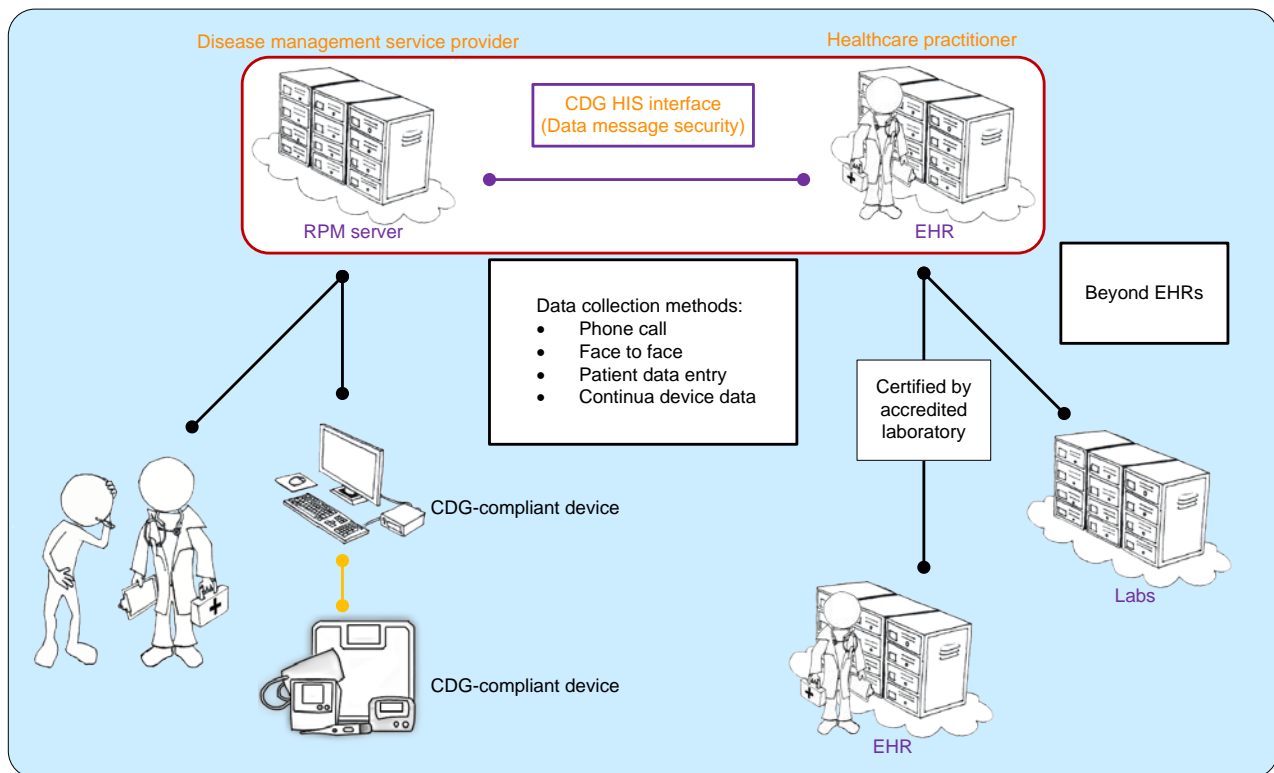 Disease management service provider
Healthcare practitioner
CDG HIS interface
(Data message security)
RPM server
EHR
Data collection methods:
• Phone call
• Face to face
• Patient data entry
• Continua device data
Beyond EHRs
Certified by
accredited
laboratory
CDG-compliant device
Labs
CDG-compliant device
EHR